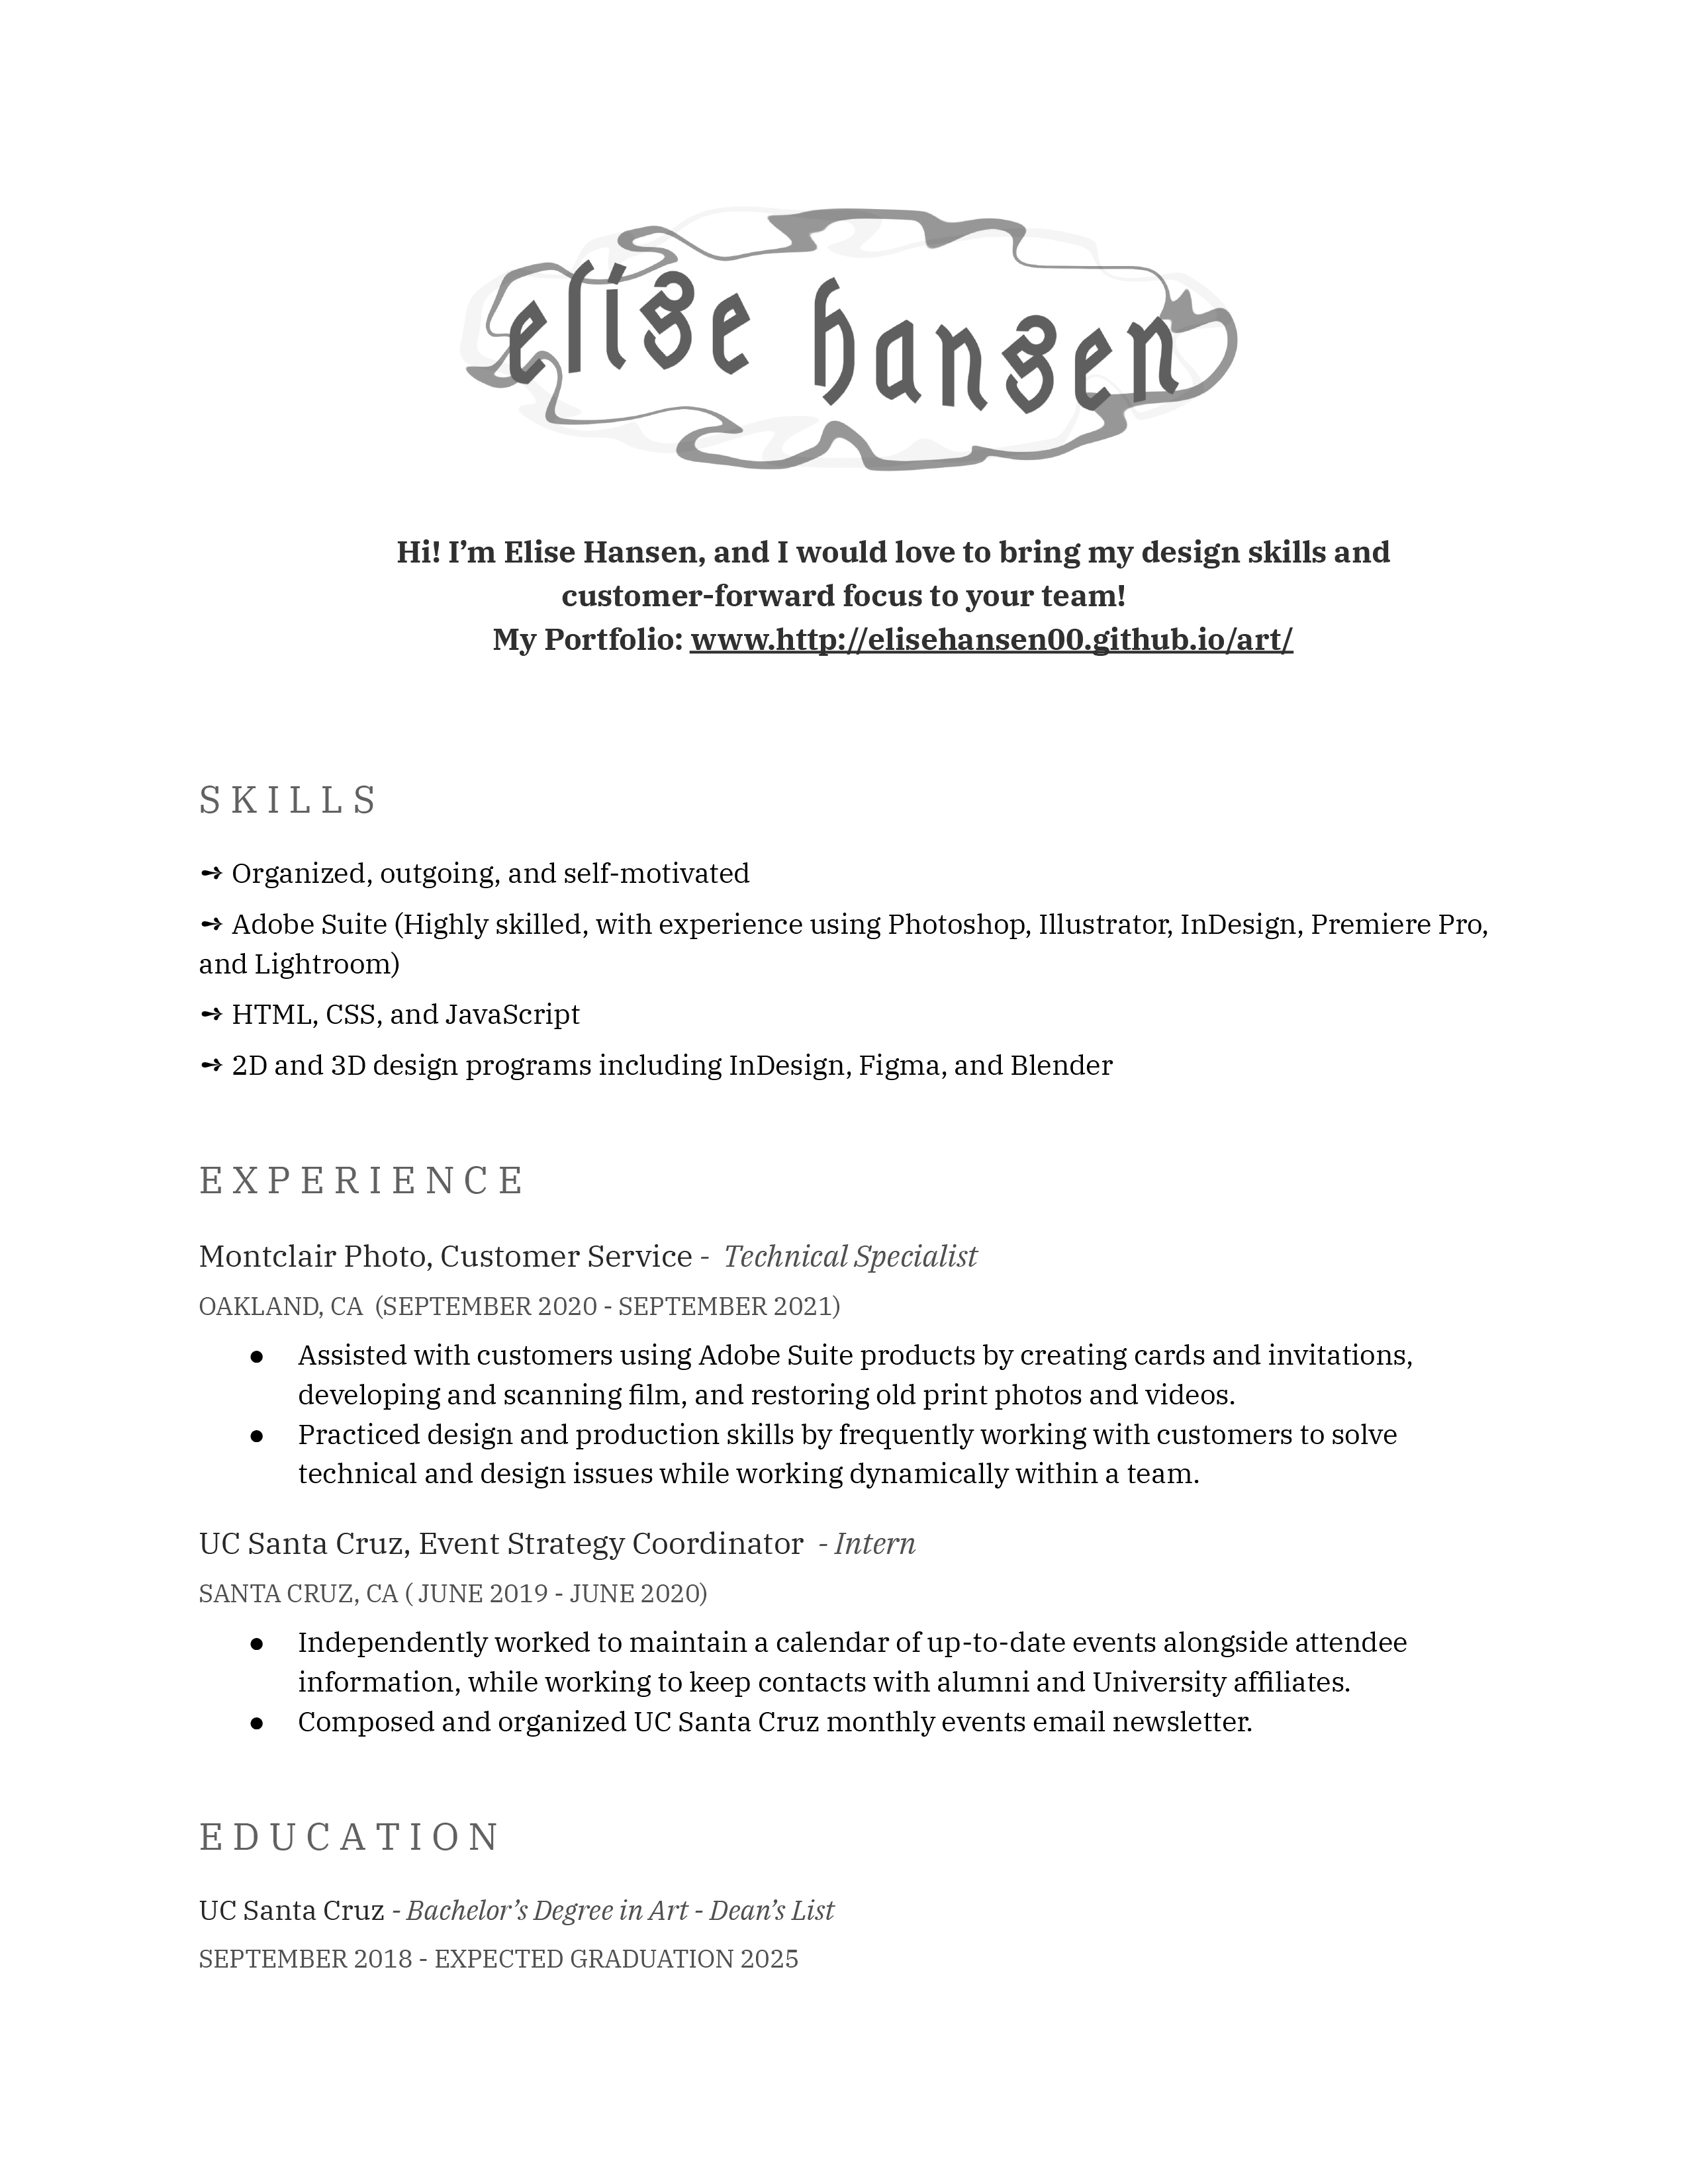 elise hansen
Hi! I’m Elise Hansen, and I would love to bring my design skills and
customer-forward focus to your team!
My Portfolio: www.http://elisehansen00.github.io/art/
SKILLS
➺ Organized, outgoing, and self-motivated
➺ Adobe Suite (Highly skilled, with experience using Photoshop, Illustrator, InDesign, Premiere Pro,
and Lightroom)
➺ HTML, CSS, and JavaScript
➺ 2D and 3D design programs including InDesign, Figma, and Blender
EXPERIENCE
Montclair Photo, Customer Service - Technical Specialist
OAKLAND, CA (SEPTEMBER 2020 - SEPTEMBER 2021)
● Assisted with customers using Adobe Suite products by creating cards and invitations,
developing and scanning film, and restoring old print photos and videos.
● Practiced design and production skills by frequently working with customers to solve
technical and design issues while working dynamically within a team.
UC Santa Cruz, Event Strategy Coordinator - Intern
SANTA CRUZ, CA ( JUNE 2019 - JUNE 2020)
● Independently worked to maintain a calendar of up-to-date events alongside attendee
information, while working to keep contacts with alumni and University affiliates.
● Composed and organized UC Santa Cruz monthly events email newsletter.
EDUCATION
UC Santa Cruz - Bachelor’s Degree in Art - Dean’s List
SEPTEMBER 2018 - EXPECTED GRADUATION 2025